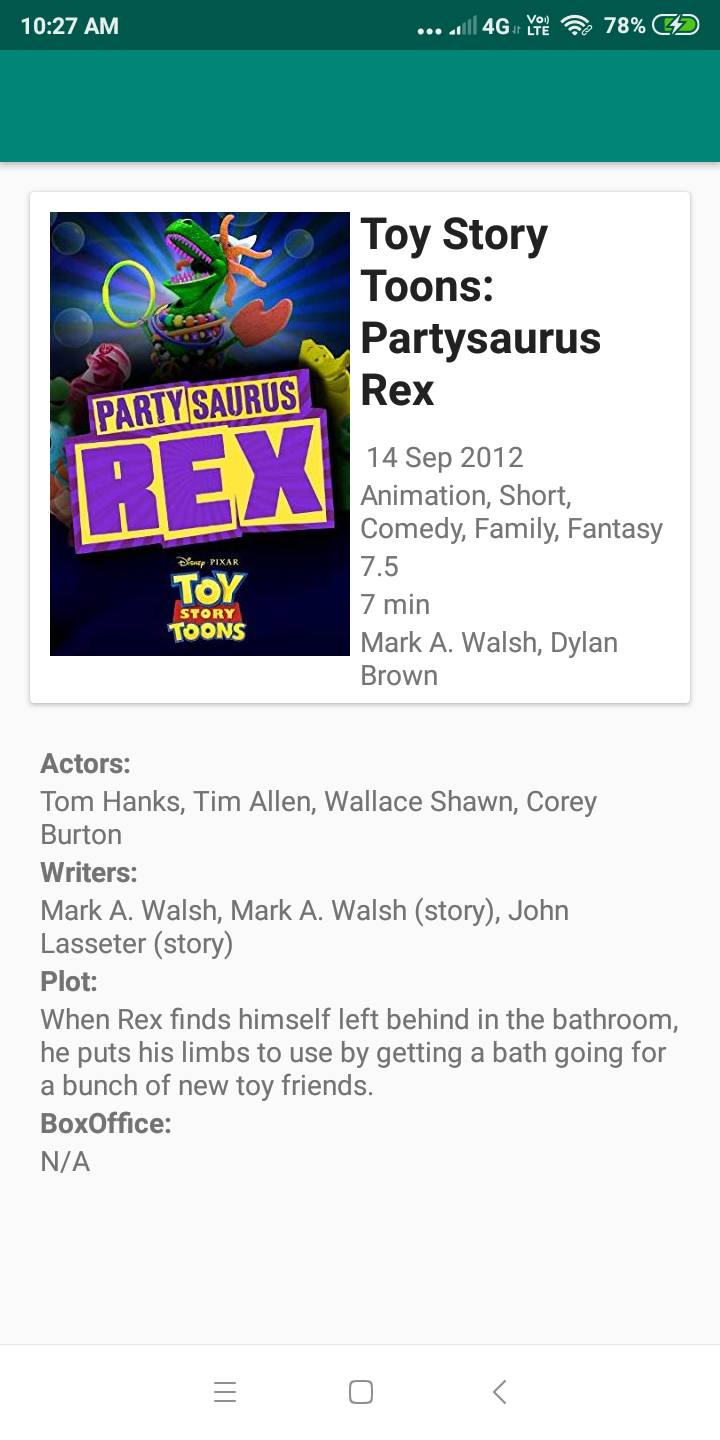 10:27 AM
4G VoLTE 78%
PARTYSAURUS
REX
Disney · PIXAR
TOY
STORY
TOONS
Toy Story
Toons:
Partysaurus
Rex
14 Sep 2012
Animation, Short,
Comedy, Family, Fantasy
7.5
7 min
Mark A. Walsh, Dylan
Brown
Actors:
Tom Hanks, Tim Allen, Wallace Shawn, Corey
Burton
Writers:
Mark A. Walsh, Mark A. Walsh (story), John
Lasseter (story)
Plot:
When Rex finds himself left behind in the bathroom,
he puts his limbs to use by getting a bath going for
a bunch of new toy friends.
BoxOffice:
N/A